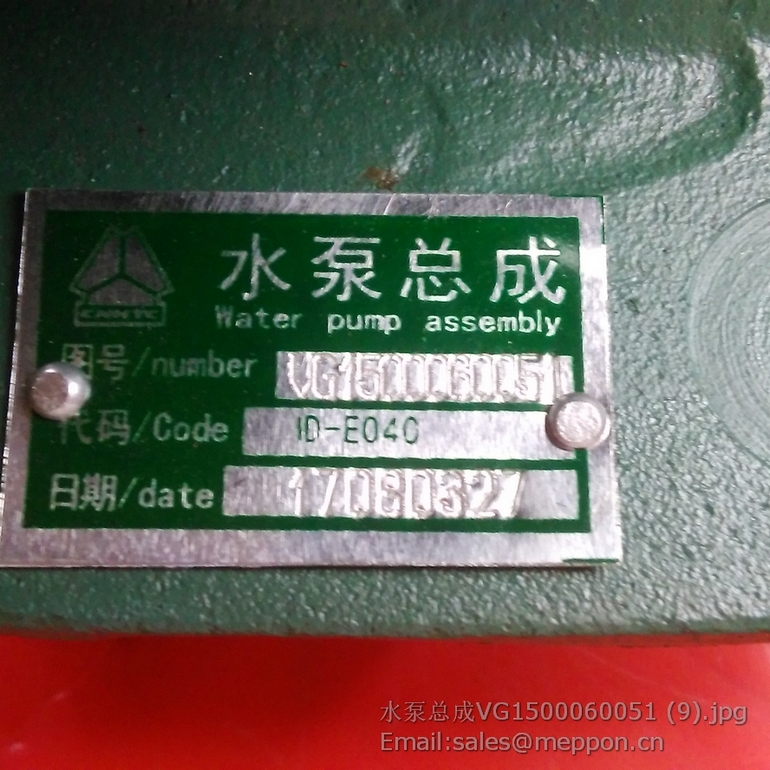 CNHTC
水泵总成
Water pump assembly
图号/number VG1500060051
代码/Code ID-E040
日期/date 17080327
水泵总成VG1500060051 (9).jpg
Email:sales@meppon.cn